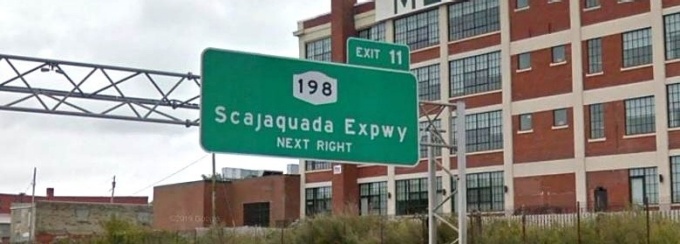 EXIT 11
198
Scajaquada Expwy
NEXT RIGHT